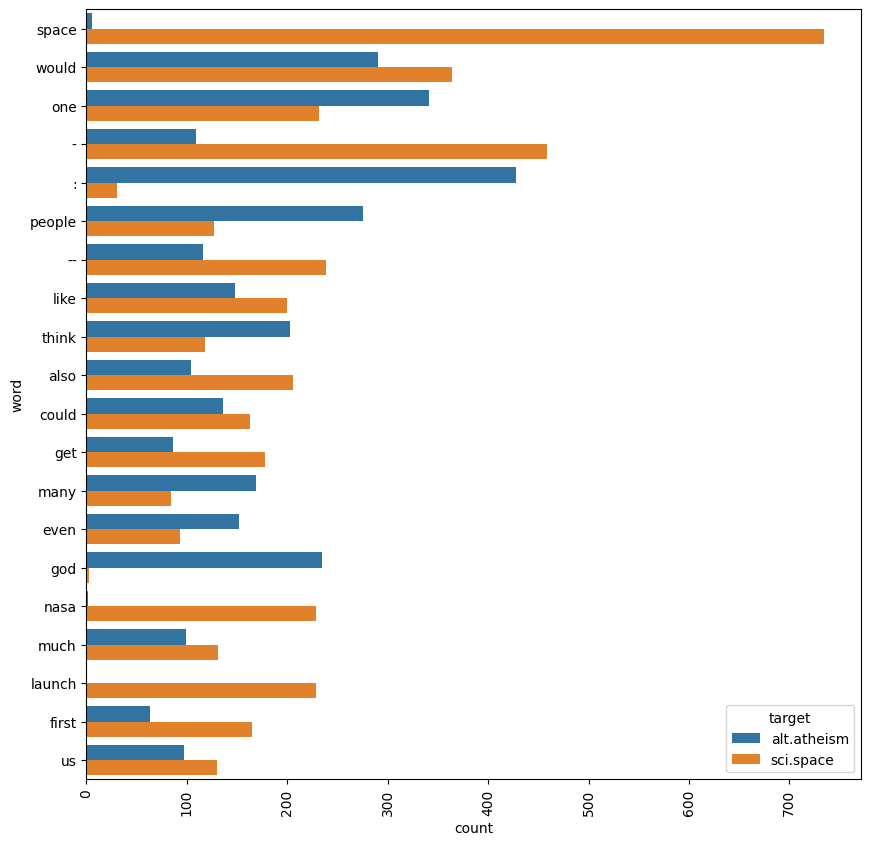 space
would
one
-
:
people
--
like
think
also
could
get
many
even
god
nasa
much
launch
first
us
word
0
100
200
300
400
500
600
700
count
target
alt.atheism
sci.space